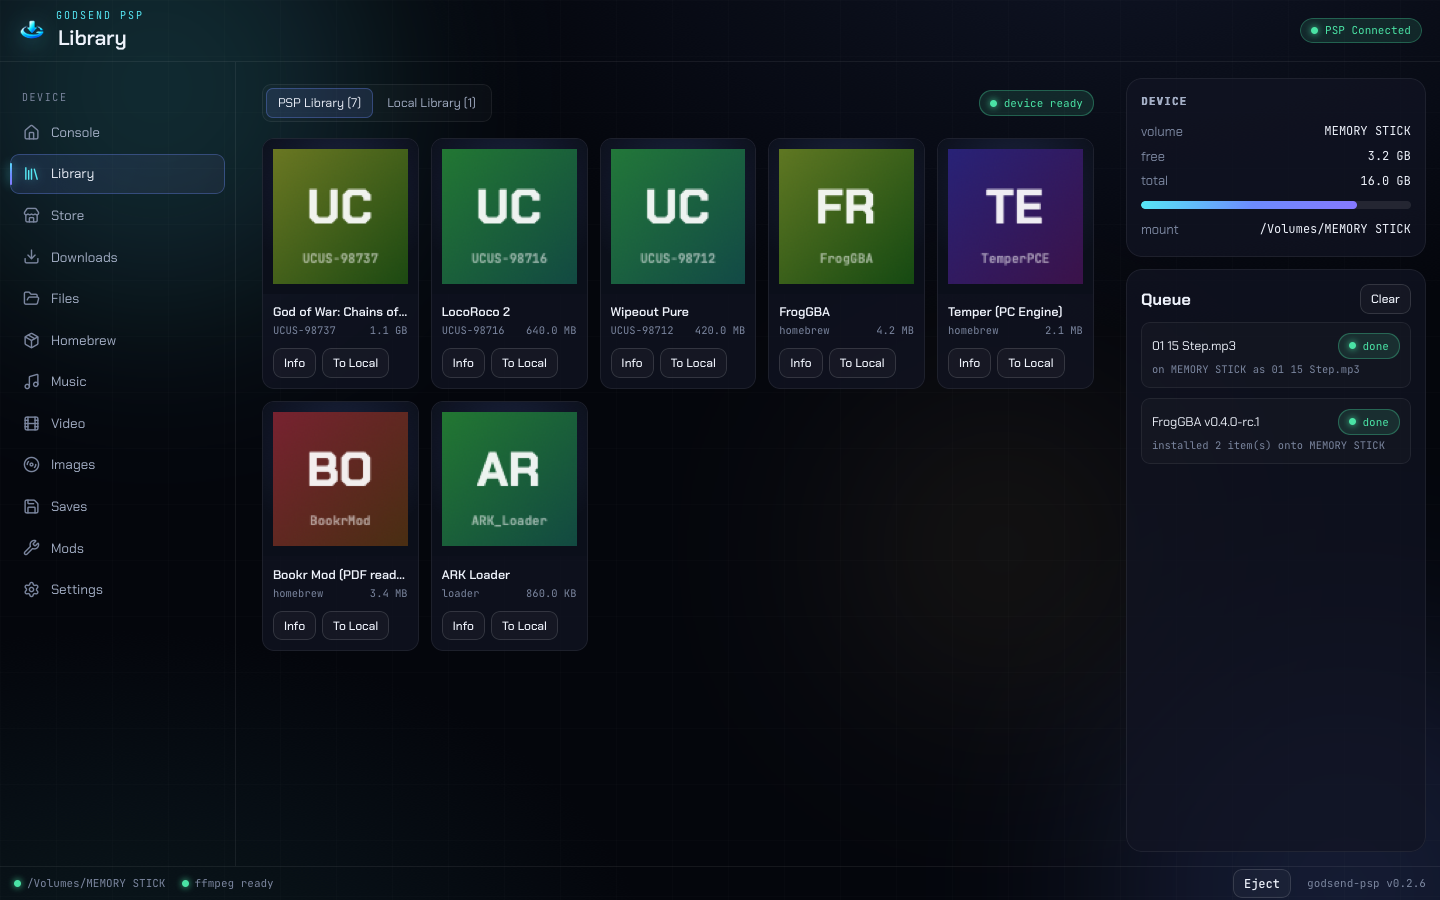 GODSEND PSP
Library
PSP Connected
DEVICE
Console
Library
Store
Downloads
Files
Homebrew
Music
Video
Images
Saves
Mods
Settings
PSP Library (7)
Local Library (1)
device ready
UC
UCUS-98737
God of War: Chains of...
UCUS-98737 1.1 GB
Info To Local
UC
UCUS-98716
LocoRoco 2
UCUS-98716 640.0 MB
Info To Local
UC
UCUS-98712
Wipeout Pure
UCUS-98712 420.0 MB
Info To Local
FR
FrogGBA
FrogGBA
homebrew 4.2 MB
Info To Local
TE
TemperPCE
Temper (PC Engine)
homebrew 2.1 MB
Info To Local
BO
BookrMod
Bookr Mod (PDF read...
homebrew 3.4 MB
Info To Local
AR
ARK_Loader
ARK Loader
loader 860.0 KB
Info To Local
DEVICE
volume MEMORY STICK
free 3.2 GB
total 16.0 GB
mount /Volumes/MEMORY STICK
Queue
Clear
01 15 Step.mp3
done
on MEMORY STICK as 01 15 Step.mp3
FrogGBA v0.4.0-rc.1
done
installed 2 item(s) onto MEMORY STICK
/Volumes/MEMORY STICK
ffmpeg ready
Eject
godsend-psp v0.2.6